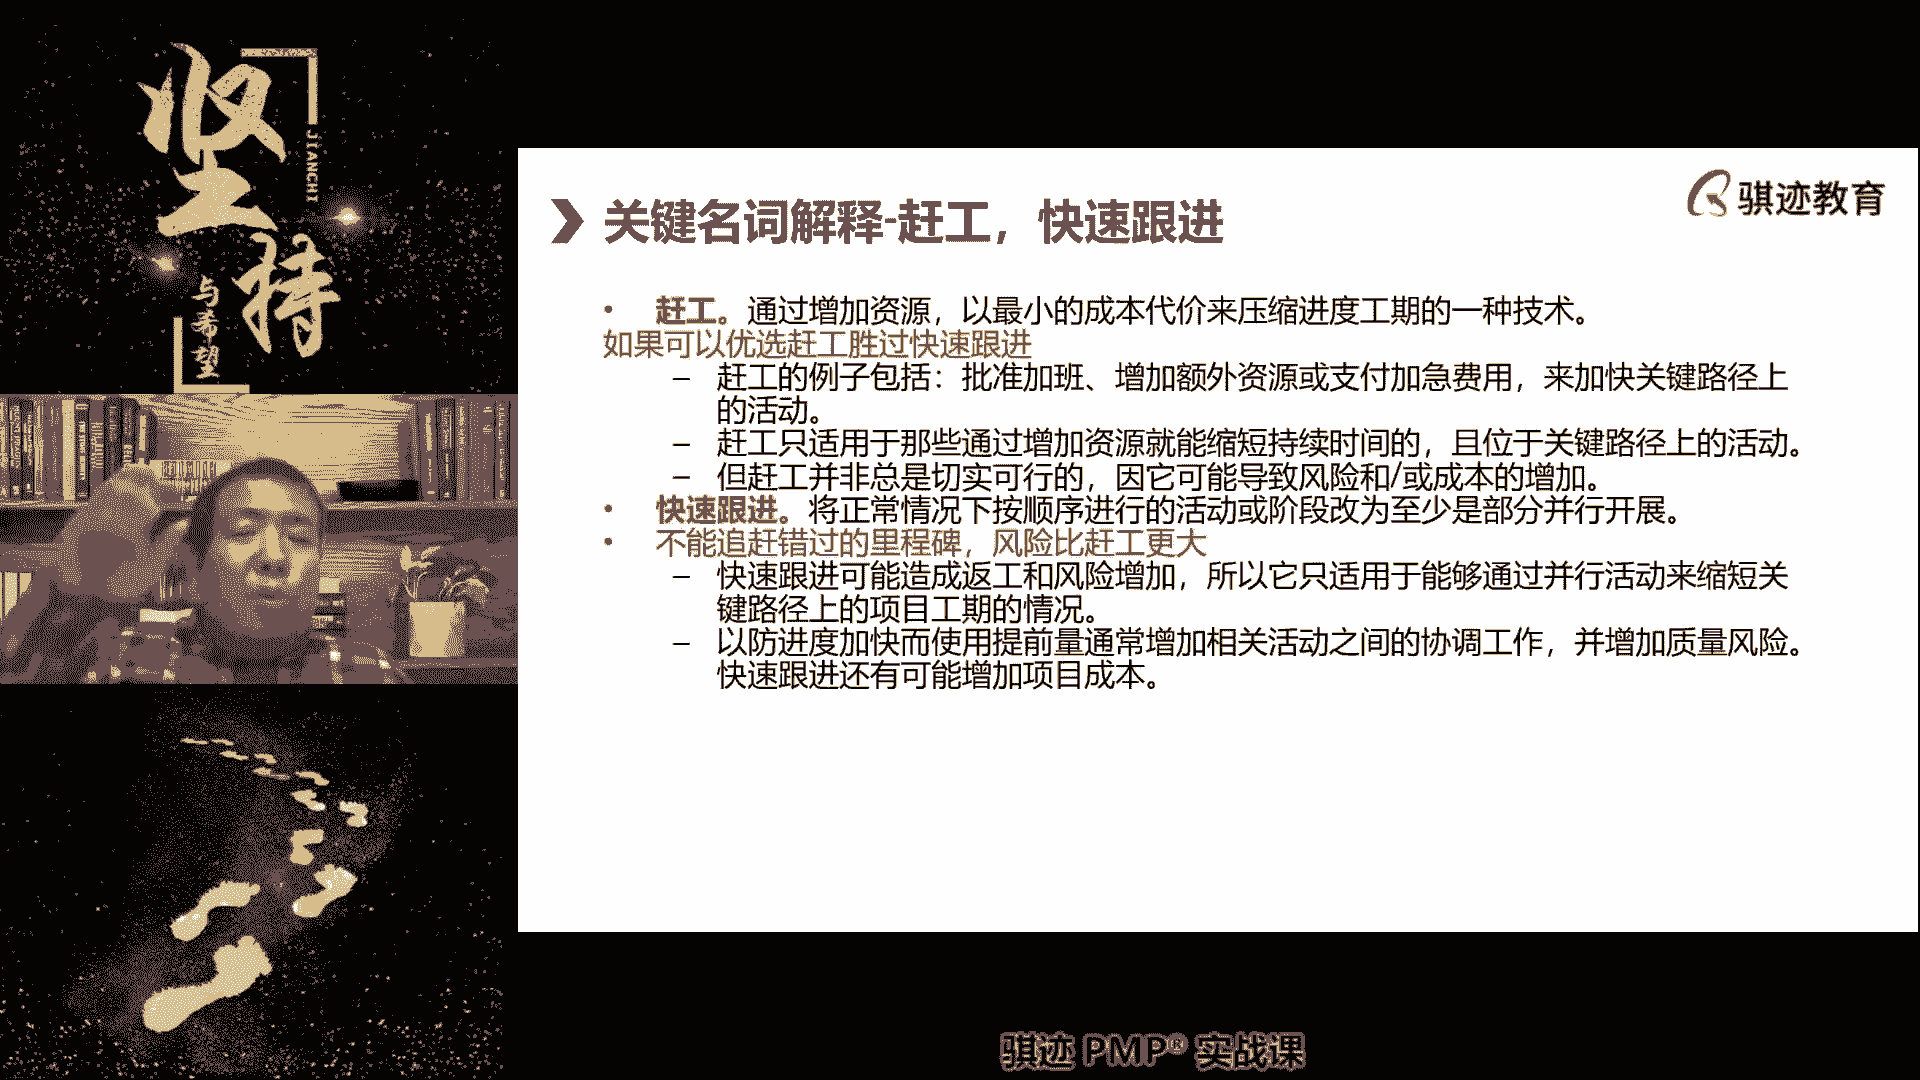 坚持
JIANCHI
与希望
骐迹教育
关键名词解释-赶工，快速跟进
• 赶工。通过增加资源，以最小的成本代价来压缩进度工期的一种技术。
如果可以优选赶工胜过快速跟进
– 赶工的例子包括：批准加班、增加额外资源或支付加急费用，来加快关键路径上
的活动。
– 赶工只适用于那些通过增加资源就能缩短持续时间的，且位于关键路径上的活动。
– 但赶工并非总是切实可行的，因它可能导致风险和/或成本的增加。
• 快速跟进。将正常情况下按顺序进行的活动或阶段改为至少是部分并行开展。
• 不能追赶错过的里程碑，风险比赶工更大
– 快速跟进可能造成返工和风险增加，所以它只适用于能够通过并行活动来缩短关
键路径上的项目工期的情况。
– 以防进度加快而使用提前量通常增加相关活动之间的协调工作，并增加质量风险。
快速跟进还有可能增加项目成本。
骐迹 PMP® 实战课